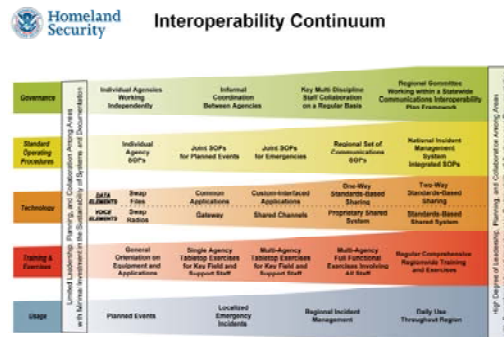 Homeland
Security
Interoperability Continuum
Limited Leadership, Planning, and Collaboration Among Areas
with Minimal Investment in the Sustainability of Systems and Documentation
High Degree of Leadership, Planning, and Collaboration Among Areas
Governance
Individual Agencies
Working
Independently
Informal
Coordination
Between Agencies
Key Multi-Discipline
Staff Collaboration
on a Regular Basis
Regional Committee
Working within a Statewide
Communications Interoperability
Plan Framework
Standard
Operating
Procedures
Individual
Agency
SOPs
Joint SOPs
for Planned Events
Joint SOPs
for Emergencies
Regional Set of
Communications
SOPs
National Incident
Management
System
Integrated SOPs
Technology
DATA
ELEMENTS
Swap
Files
Common
Applications
Custom-Interfaced
Applications
One-Way
Standards-Based
Sharing
Two-Way
Standards-Based
Sharing
VOICE
ELEMENTS
Swap
Radios
Gateway
Shared Channels
Proprietary Shared
System
Standards-Based
Shared System
Training &
Exercises
General
Orientation on
Equipment and
Applications
Single Agency
Tabletop Exercises
for Key Field and
Support Staff
Multi-Agency
Tabletop Exercises
for Key Field and
Support Staff
Multi-Agency
Full Functional
Exercises Involving
All Staff
Regular Comprehensive
Regionwide Training
and Exercises
Usage
Planned Events
Localized
Emergency
Incidents
Regional Incident
Management
Daily Use
Throughout Region